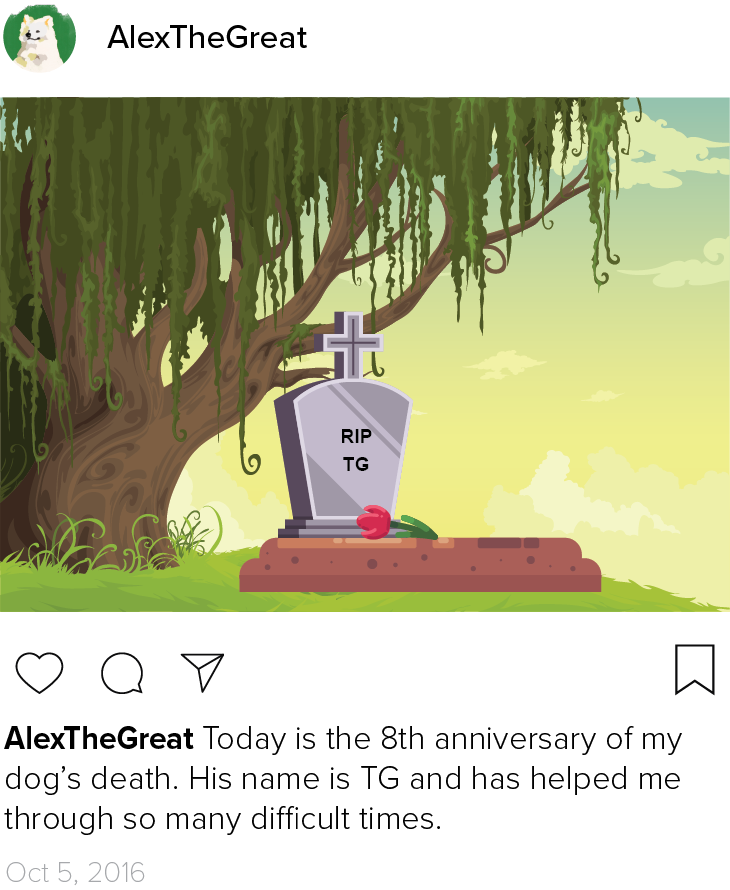 AlexTheGreat
RIP
TG
AlexTheGreat Today is the 8th anniversary of my
dog’s death. His name is TG and has helped me
through so many difficult times.
Oct 5, 2016